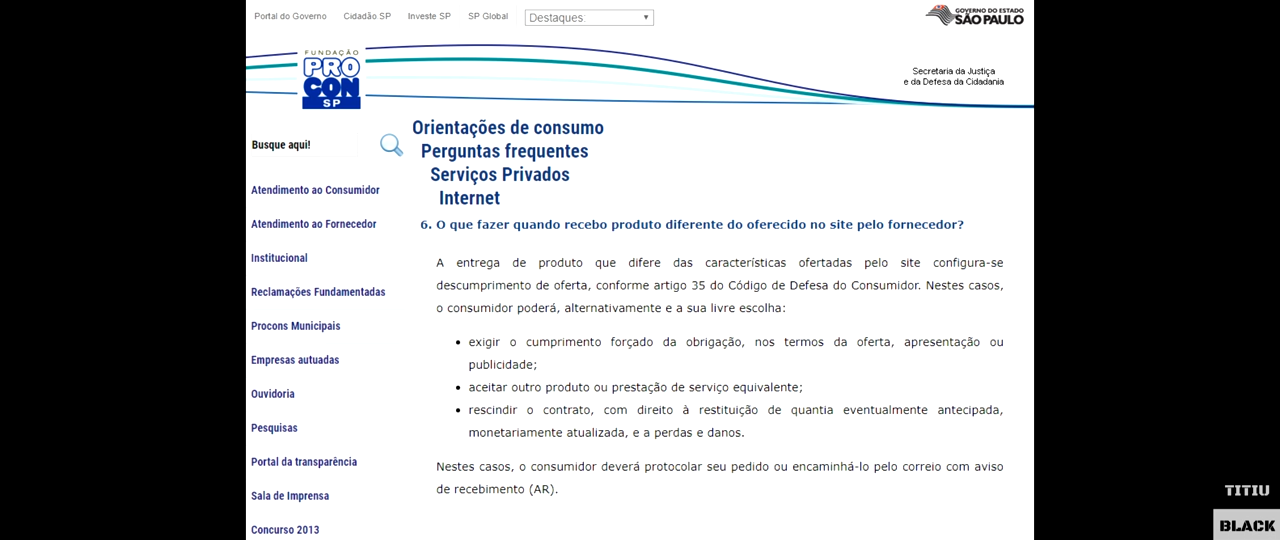 Portal do Governo Cidadão SP Investe SP SP Global Destaques:
GOVERNO DO ESTADO
SÃO PAULO
FUNDAÇÃO
PRO
CON
SP
Secretaria da Justiça
e da Defesa da Cidadania
Busque aqui!
Atendimento ao Consumidor
Atendimento ao Fornecedor
Institucional
Reclamações Fundamentadas
Procons Municipais
Empresas autuadas
Ouvidoria
Pesquisas
Portal da transparência
Sala de Imprensa
Concurso 2013
Orientações de consumo
Perguntas frequentes
Serviços Privados
Internet
6. O que fazer quando recebo produto diferente do oferecido no site pelo fornecedor?
A entrega de produto que difere das características ofertadas pelo site configura-se
descumprimento de oferta, conforme artigo 35 do Código de Defesa do Consumidor. Nestes casos,
o consumidor poderá, alternativamente e a sua livre escolha:
• exigir o cumprimento forçado da obrigação, nos termos da oferta, apresentação ou
publicidade;
• aceitar outro produto ou prestação de serviço equivalente;
• rescindir o contrato, com direito à restituição de quantia eventualmente antecipada,
monetariamente atualizada, e a perdas e danos.
Nestes casos, o consumidor deverá protocolar seu pedido ou encaminhá-lo pelo correio com aviso
de recebimento (AR).
TITIU
BLACK